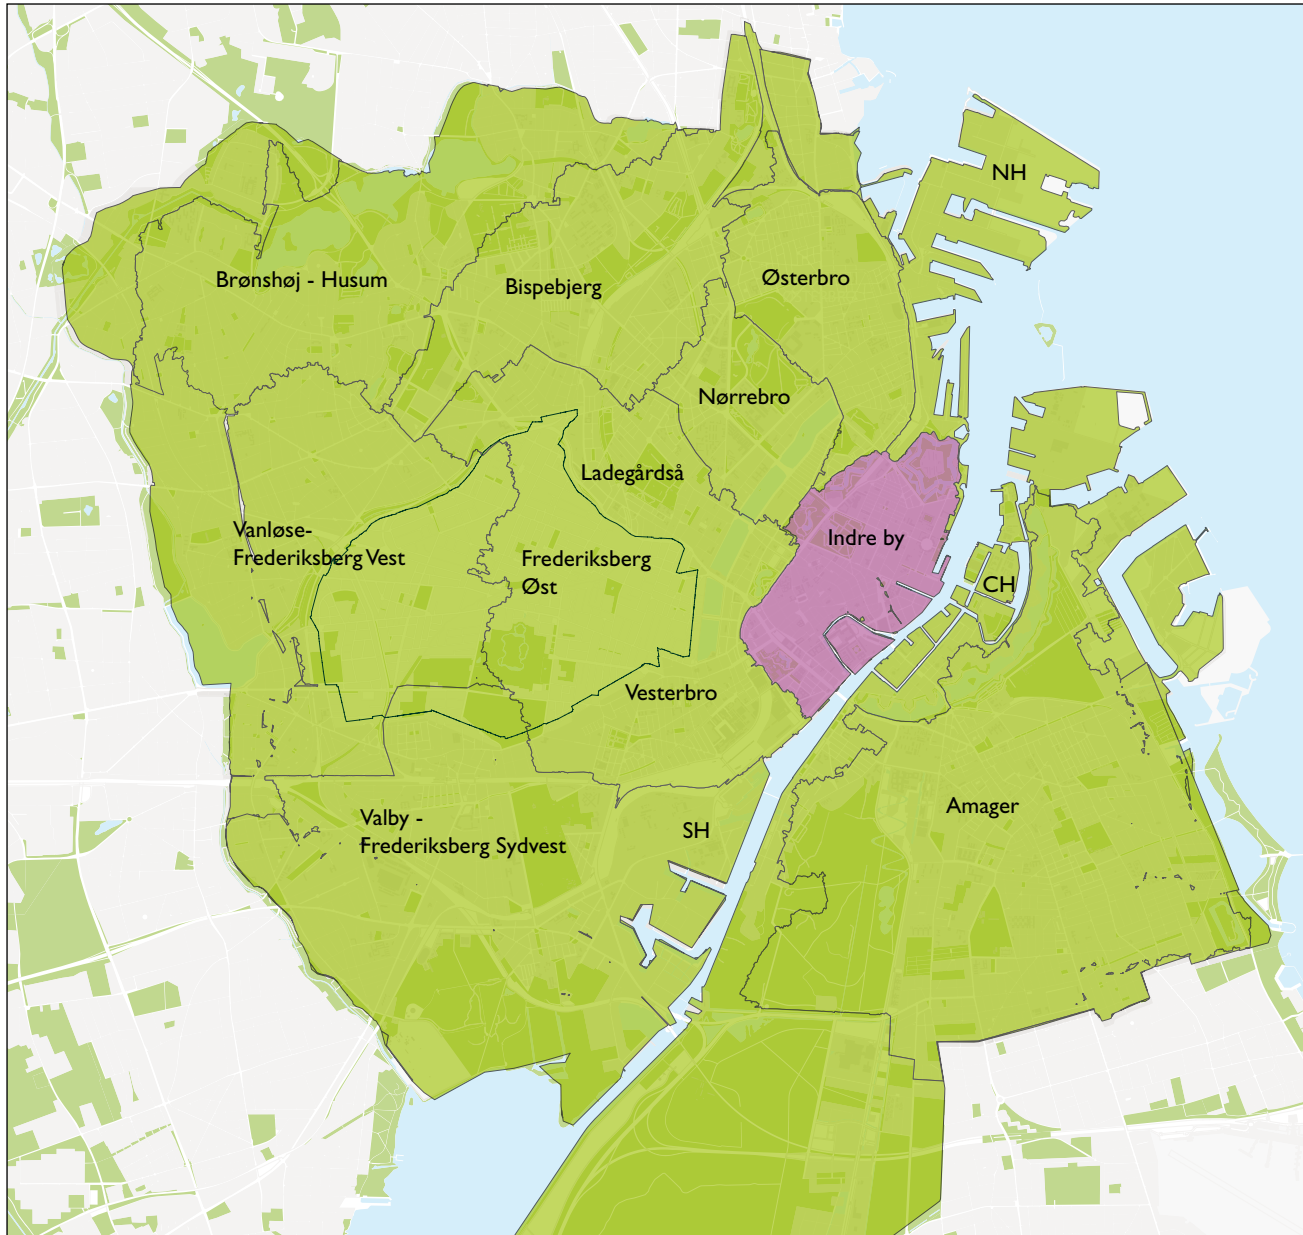 NH
Brønshøj - Husum
Bispebjerg
Østerbro
Nørrebro
Ladegårdså
Vanløse-
Frederiksberg Vest
Frederiksberg
Øst
Indre by
CH
Vesterbro
Amager
Valby -
Frederiksberg Sydvest
SH